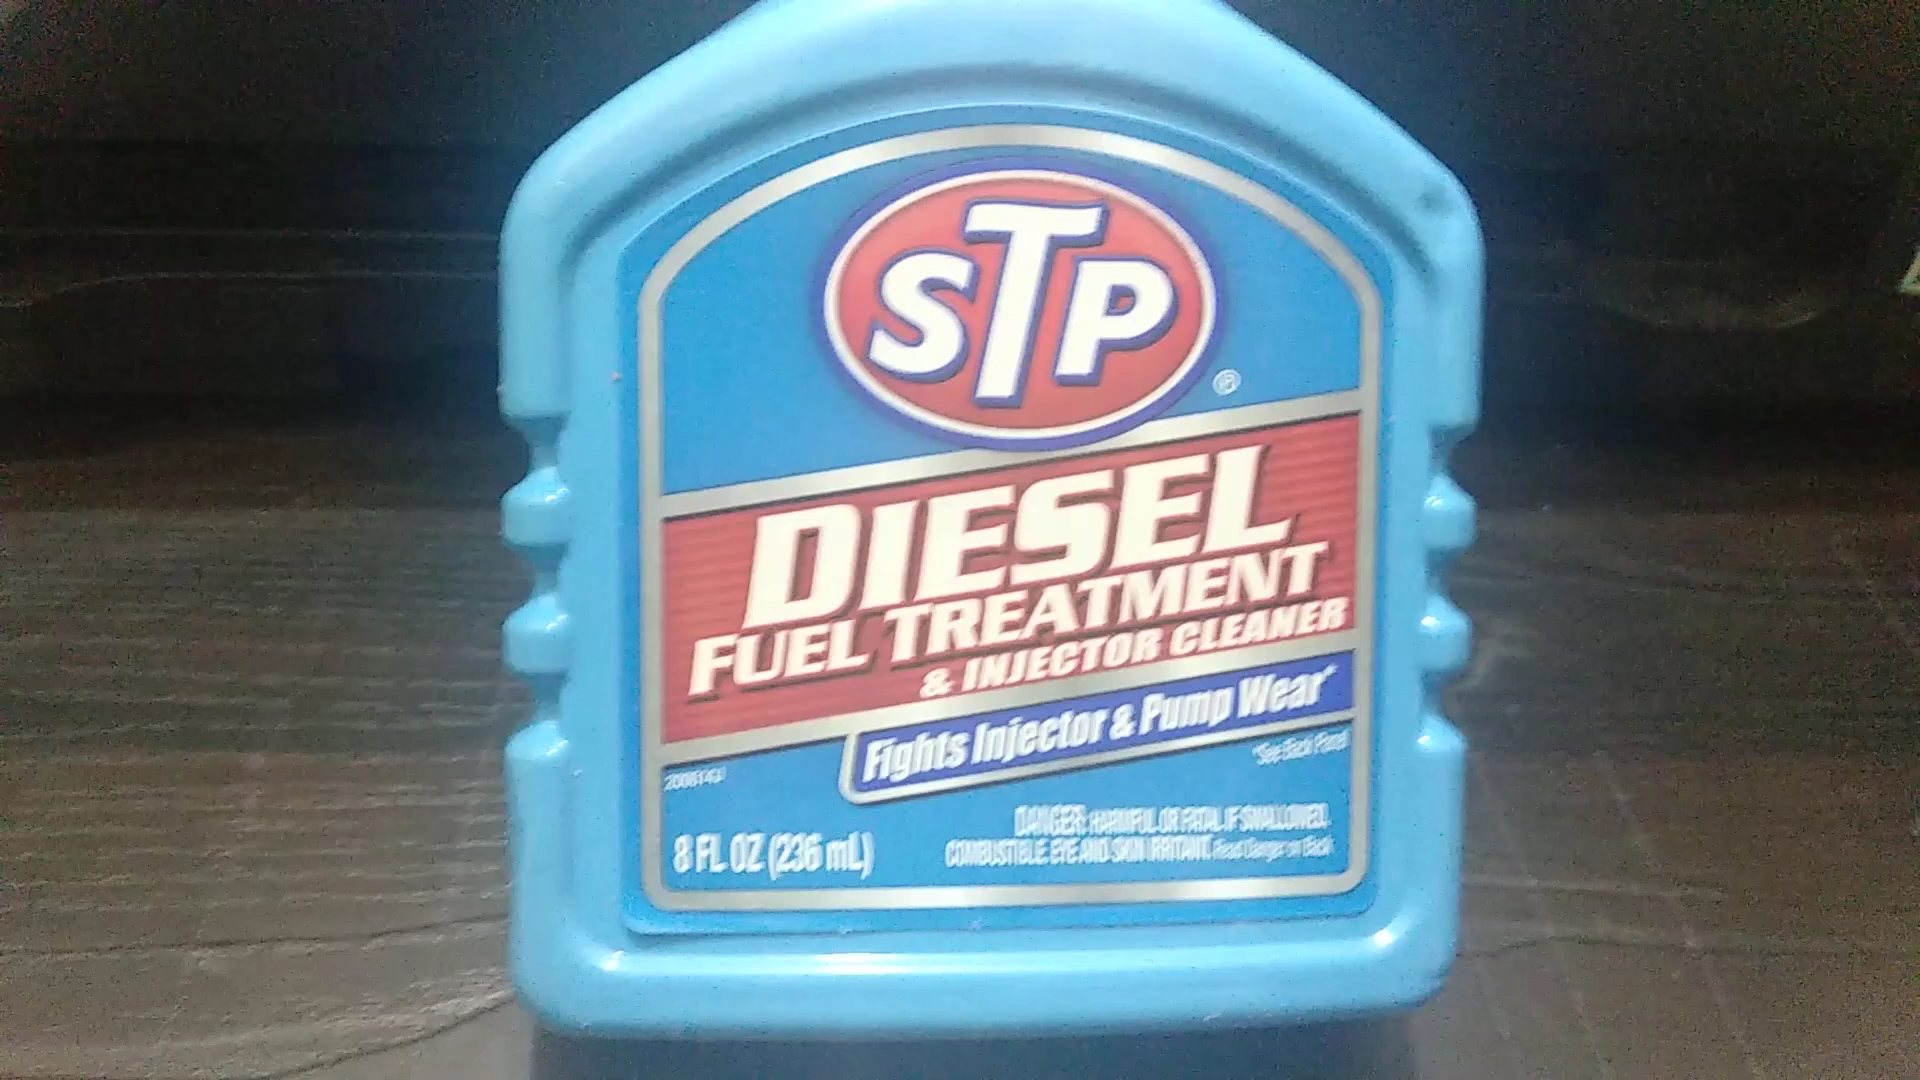 STP
®
DIESEL
FUEL TREATMENT
& INJECTOR CLEANER
Fights Injector & Pump Wear*
*See Back Panel
8 FL OZ (236 mL)
DANGER: HARMFUL OR FATAL IF SWALLOWED.
COMBUSTIBLE. EYE AND SKIN IRRITANT. Read Danger on Back